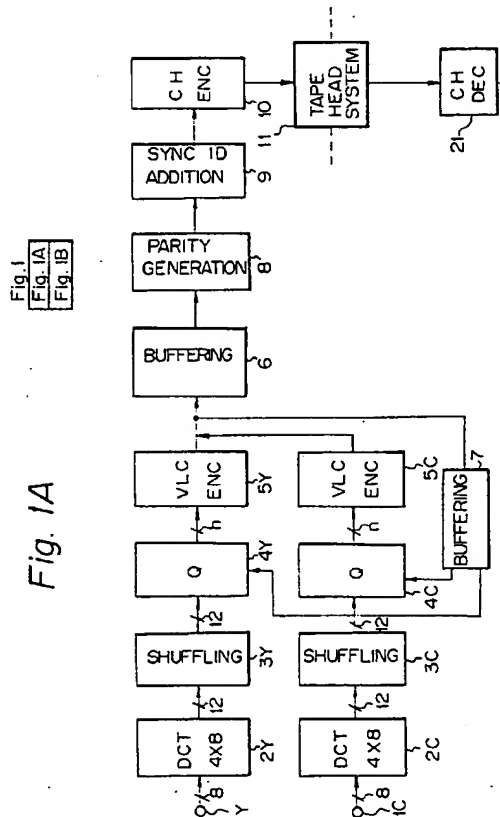 Fig. 1A
Fig. 1
Fig. 1A
Fig. 1B
Y
8
DCT
4X8
2Y
12
SHUFFLING
3Y
12
Q
4Y
n
VLC
ENC
5Y
BUFFERING
6
PARITY
GENERATION
8
SYNC ID
ADDITION
9
CH
ENC
10
1C
8
DCT
4X8
2C
12
SHUFFLING
3C
12
Q
4C
n
VLC
ENC
5C
BUFFERING
7
TAPE
HEAD
SYSTEM
11
CH
DEC
21